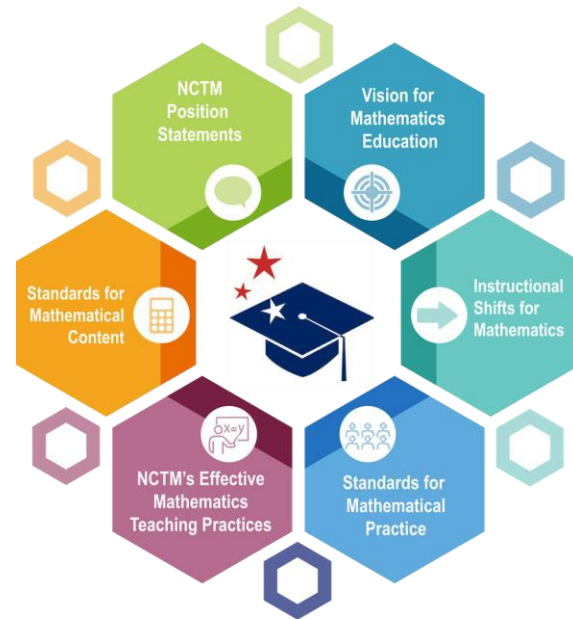 NCTM
Position
Statements
Vision for
Mathematics
Education
Standards for
Mathematical
Content
Instructional
Shifts for
Mathematics
X=y
NCTM's Effective
Mathematics
Teaching Practices
Standards for
Mathematical
Practice